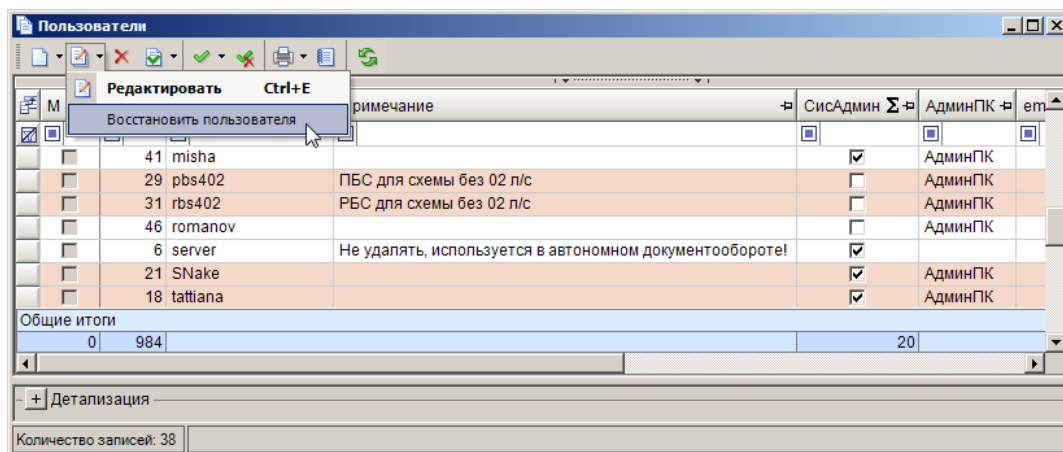 Пользователи
Редактировать Ctrl+E
Восстановить пользователя
М римечание СисАдмин Σ АдминПК em
41 misha АдминПК
29 pbs402 ПБС для схемы без 02 л/с АдминПК
31 rbs402 РБС для схемы без 02 л/с АдминПК
46 romanov АдминПК
6 server Не удалять, используется в автономном документообороте!
21 SNake АдминПК
18 tattiana АдминПК
Общие итоги
0 984 20
+ Детализация
Количество записей: 38